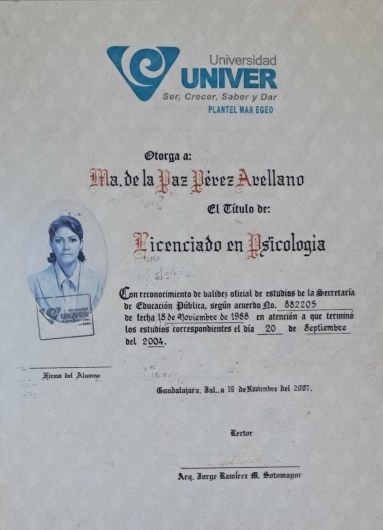 Universidad
UNIVER
Ser, Crecer, Saber y Dar
PLANTEL MAR EGEO
Otorga a:
Ma. de la Paz Pérez Arellano
El Título de:
Licenciado en Psicologia
Con reconocimiento de validez oficial de estudios de la Secretaría
de Educación Pública, según acuerdo No. 882205
de fecha 18 de Noviembre de 1988 en atención a que terminó
los estudios correspondientes el día 20 de Septiembre
del 2004.
UNIVER
Firma del Alumno
Guadalajara, Jal., a 19 de Noviembre del 2007.
Rector
Arq. Jorge Ramírez M. Sotomayor